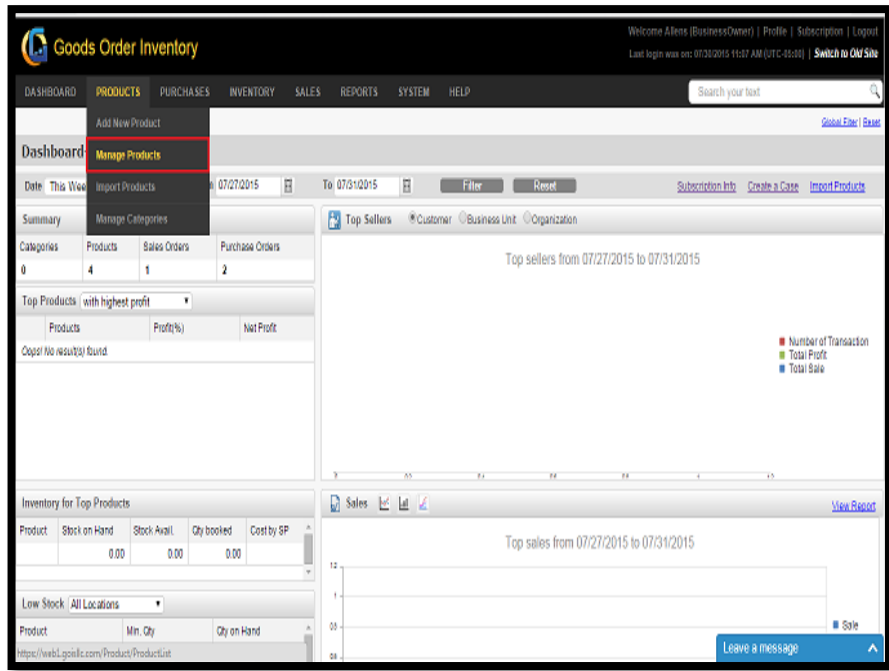 Welcome Allens (BusinessOwner) | Profile | Subscription | Logout
Goods Order Inventory
Last login was on: 07/30/2015 11:07 AM (UTC-05:00) | Switch to Old Site
DASHBOARD PRODUCTS PURCHASES INVENTORY SALES REPORTS SYSTEM HELP
Search your text
Add New Product
Global Filter | Reset
Dashboard-
Manage Products
Date This Wee
07/27/2015 To 07/31/2015 Filter Reset Subscription Info Create a Case Import Products
Import Products
Summary
Manage Categories
Top Sellers Customer Business Unit Organization
Categories Products Sales Orders Purchase Orders
0 4 1 2
Top sellers from 07/27/2015 to 07/31/2015
Top Products with highest profit
Products Profit(%) Net Profit
Oops! No result(s) found.
Number of Transaction
Total Profit
Total Sale
Inventory for Top Products
Sales View Report
Product Stock on Hand Stock Avail. Qty booked Cost by SP
0.00 0.00 0.00
Top sales from 07/27/2015 to 07/31/2015
1.2
1
Low Stock All Locations
Product Min. Qty Qty on Hand
Sale
Leave a message
https://web1.goisllc.com/Product/ProductList